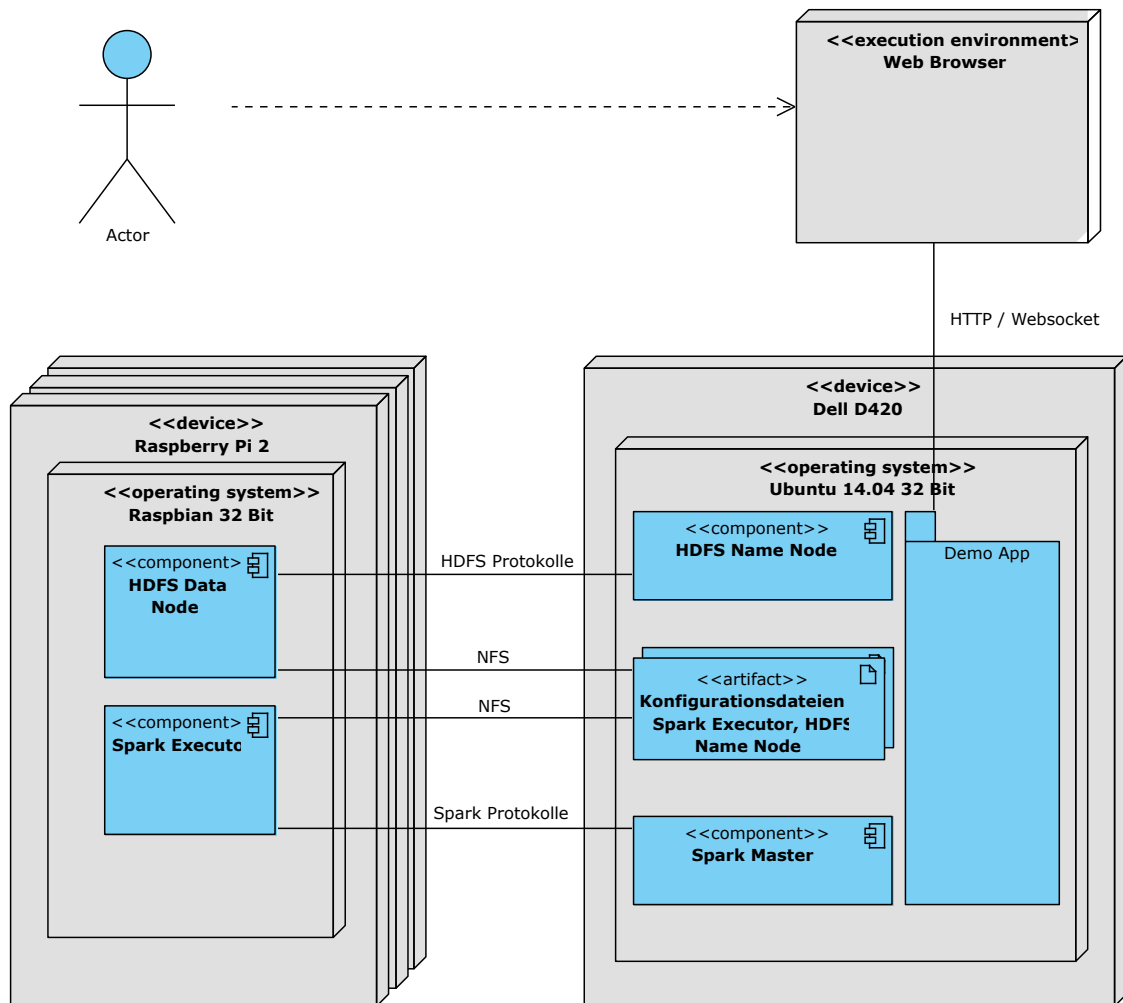 <<execution environment>
Web Browser
Actor
HTTP / Websocket
<<device>>
Raspberry Pi 2
<<operating system>>
Raspbian 32 Bit
<<component>>
HDFS Data
Node
<<component>
Spark Executo
HDFS Protokolle
NFS
NFS
Spark Protokolle
<<device>>
Dell D420
<<operating system>>
Ubuntu 14.04 32 Bit
<<component>>
HDFS Name Node
<<artifact>>
Konfigurationsdateien
Spark Executor, HDFS
Name Node
<<component>>
Spark Master
Demo App